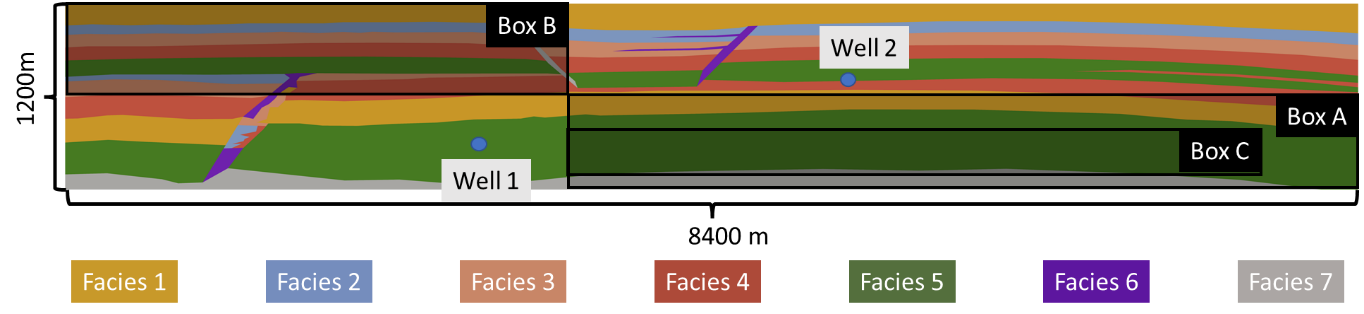 Box B
Well 2
1200m
Box A
Box C
Well 1
8400 m
Facies 1 Facies 2 Facies 3 Facies 4 Facies 5 Facies 6 Facies 7